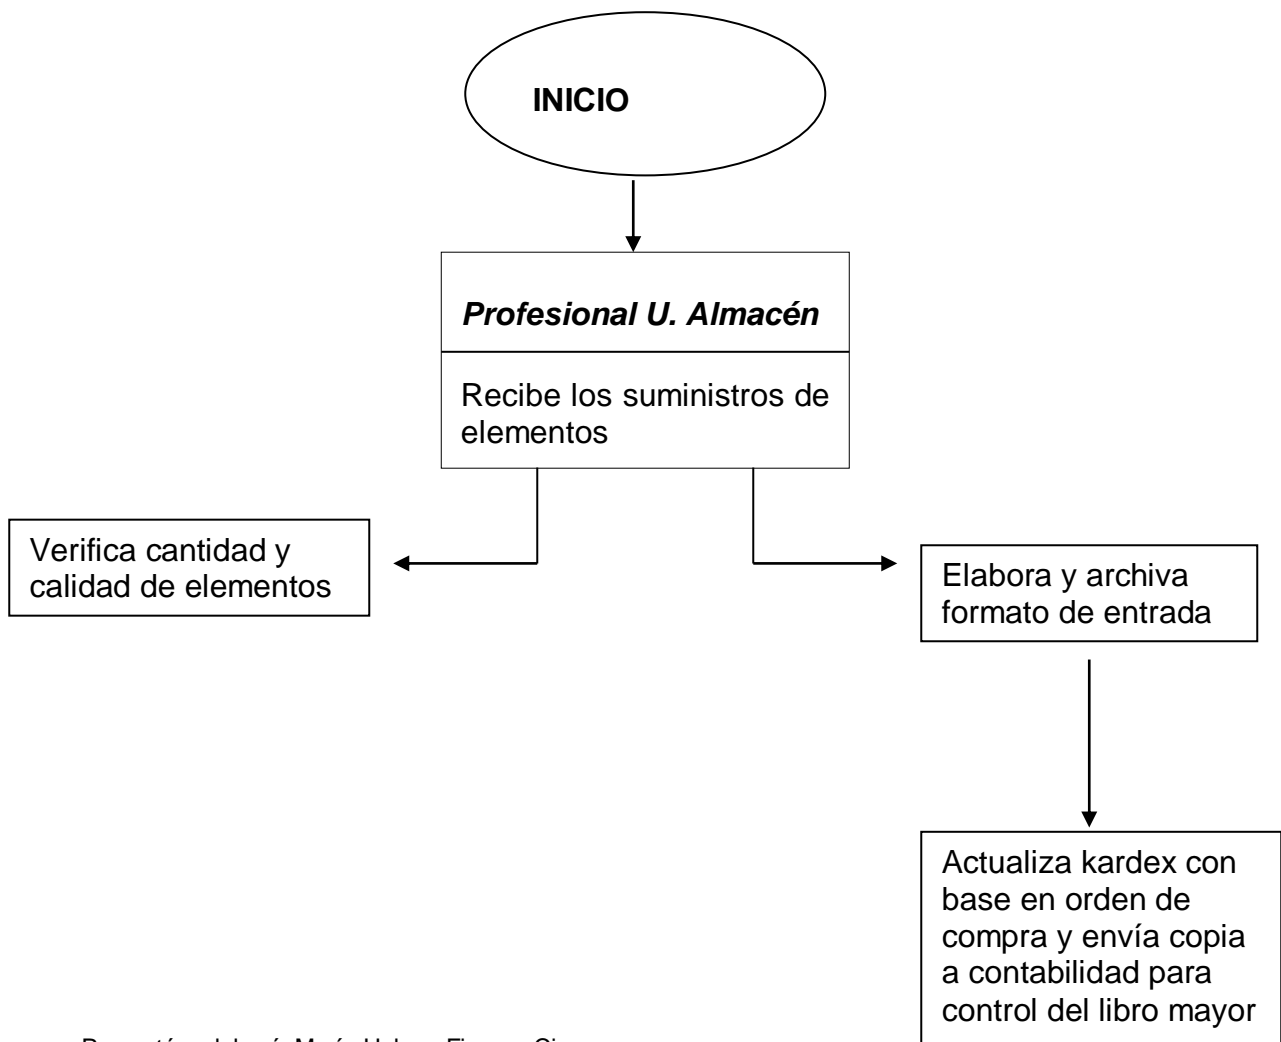 INICIO
Profesional U. Almacén
Recibe los suministros de
elementos
Verifica cantidad y
calidad de elementos
Elabora y archiva
formato de entrada
Actualiza kardex con
base en orden de
compra y envía copia
a contabilidad para
control del libro mayor